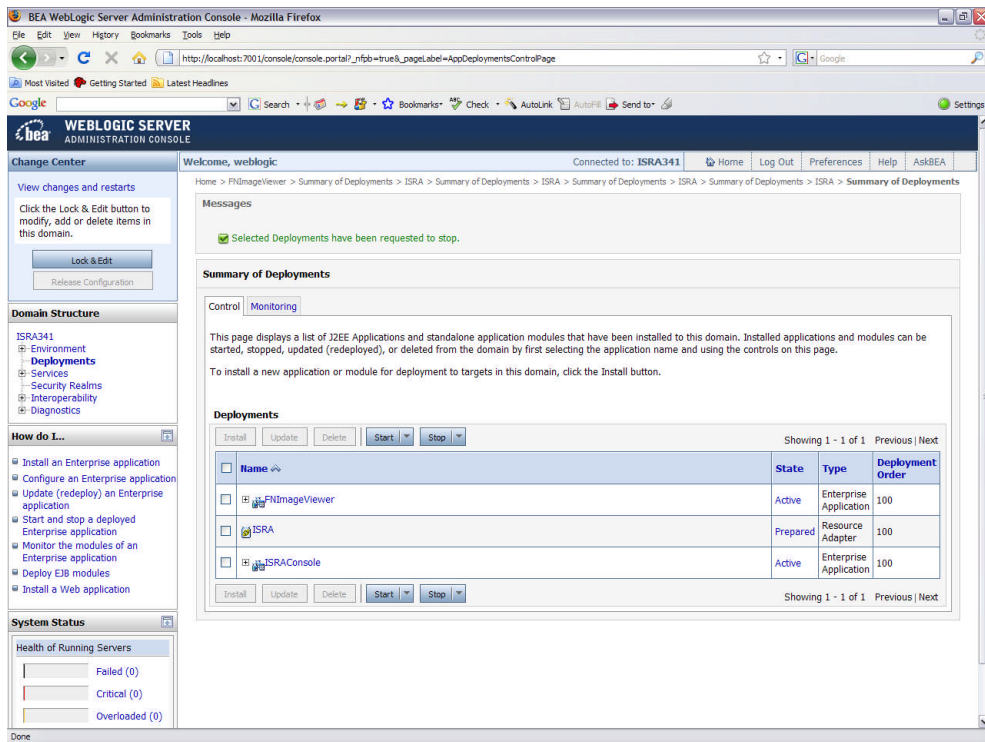 BEA WebLogic Server Administration Console - Mozilla Firefox
File Edit View History Bookmarks Tools Help
http://localhost:7001/console/console.portal?_nfpb=true&_pageLabel=AppDeploymentsControlPage
G Google
Most Visited Getting Started Latest Headlines
Google G Search Bookmarks Check AutoLink AutoFill Send to Settings
bea WEBLOGIC SERVER
ADMINISTRATION CONSOLE
Change Center
View changes and restarts
Click the Lock & Edit button to
modify, add or delete items in
this domain.
Lock & Edit
Release Configuration
Domain Structure
ISRA341
Environment
Deployments
Services
Security Realms
Interoperability
Diagnostics
How do I...
Install an Enterprise application
Configure an Enterprise application
Update (redeploy) an Enterprise
application
Start and stop a deployed
Enterprise application
Monitor the modules of an
Enterprise application
Deploy EJB modules
Install a Web application
System Status
Health of Running Servers
Failed (0)
Critical (0)
Overloaded (0)
Welcome, weblogic Connected to: ISRA341 Home Log Out Preferences Help AskBEA
Home > FNImageViewer > Summary of Deployments > ISRA > Summary of Deployments > ISRA > Summary of Deployments > ISRA > Summary of Deployments > ISRA > Summary of Deployments
Messages
Selected Deployments have been requested to stop.
Summary of Deployments
Control Monitoring
This page displays a list of J2EE Applications and standalone application modules that have been installed to this domain. Installed applications and modules can be
started, stopped, updated (redeployed), or deleted from the domain by first selecting the application name and using the controls on this page.
To install a new application or module for deployment to targets in this domain, click the Install button.
Deployments
Install Update Delete Start Stop Showing 1 - 1 of 1 Previous | Next
Name State Type Deployment
Order
FNImageViewer Active Enterprise
Application 100
ISRA Prepared Resource
Adapter 100
ISRAConsole Active Enterprise
Application 100
Install Update Delete Start Stop Showing 1 - 1 of 1 Previous | Next
Done